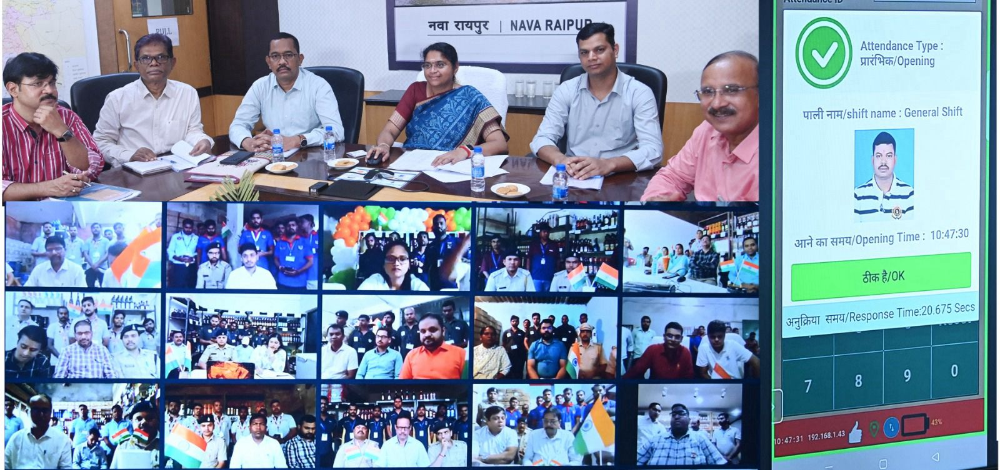 PULL
नवा रायपुर | NAVA RAIPUR
Attendance ID
Attendance Type :
प्रारंभिक/Opening
पाली नाम/shift name : General Shift
आने का समय/Opening Time : 10:47:30
ठीक है/OK
अनुक्रिया समय/Response Time:20.675 Secs
7 8 9 0
10:47:31 192.168.1.43 43%